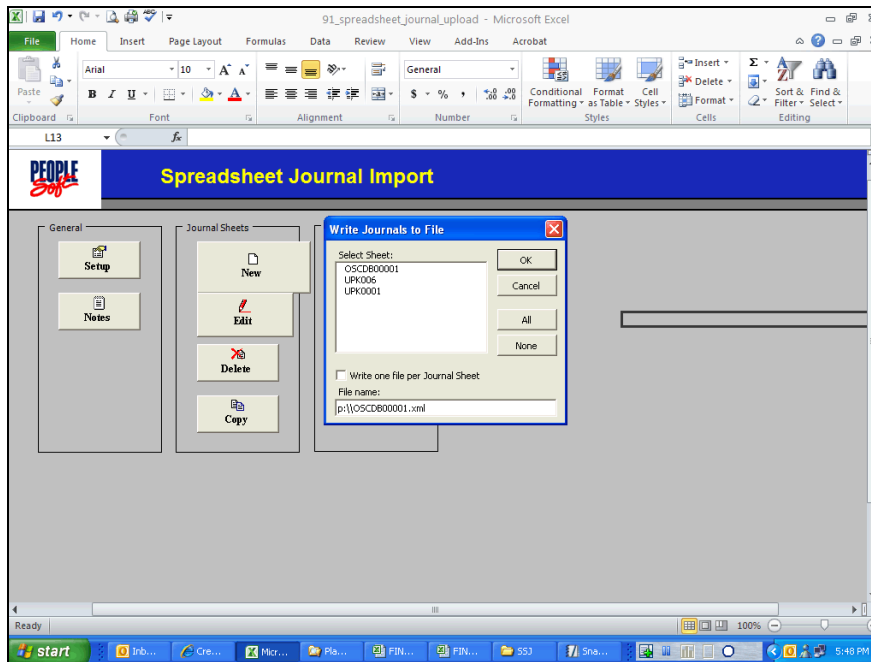 91_spreadsheet_journal_upload - Microsoft Excel
File Home Insert Page Layout Formulas Data Review View Add-Ins Acrobat
Arial 10 A A General Insert Σ
Paste Delete
B I U A $ % , .00 .0 Conditional Format Cell Format Sort & Find &
Formatting as Table Styles Filter Select
Clipboard Font Alignment Number Styles Cells Editing
L13 fx
PEOPLE
Soft
Spreadsheet Journal Import
General
Setup
Notes
Journal Sheets
New
Edit
Delete
Copy
Write Journals to File
Select Sheet:
OSCDB00001
UPK006
UPK0001
OK
Cancel
All
None
Write one file per Journal Sheet
File name:
p:\\OSCDB00001.xml
Ready 100%
start Inb... Cre... Micr... Pla... FIN... FIN... SSJ Sna... 5:48 PM